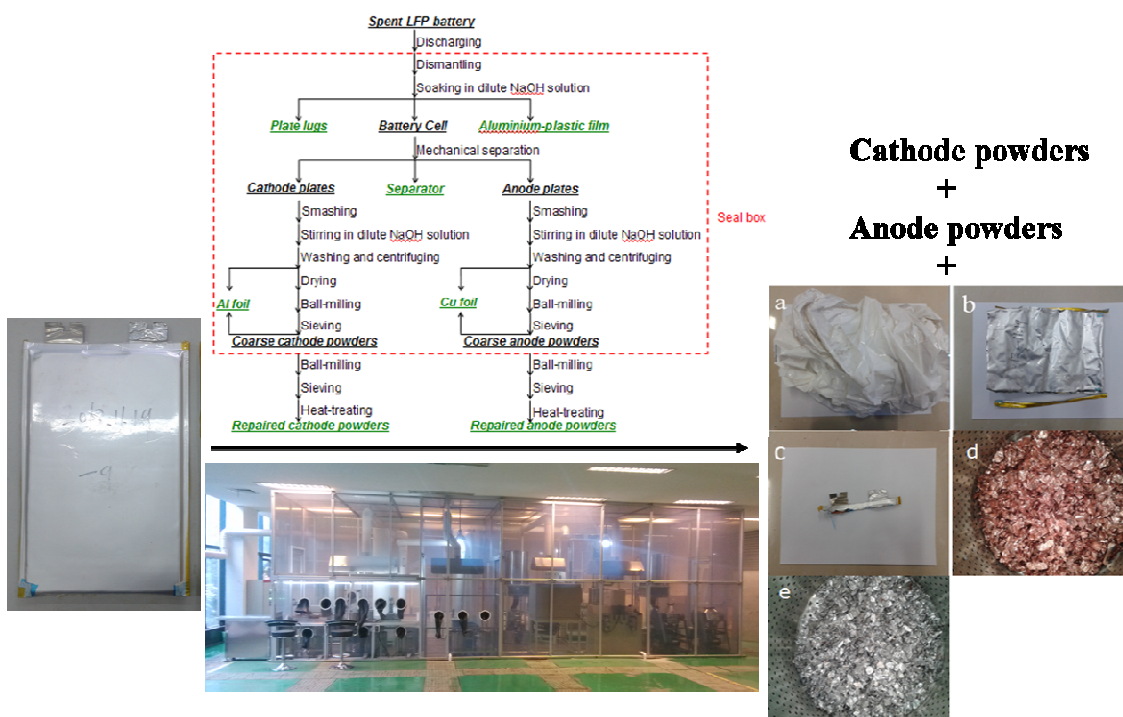 Spent LFP battery
Discharging
Dismantling
Soaking in dilute NaOH solution
Plate lugs
Battery Cell
Aluminium-plastic film
Mechanical separation
Cathode plates
Separator
Anode plates
Smashing
Smashing
Stirring in dilute NaOH solution
Stirring in dilute NaOH solution
Washing and centrifuging
Washing and centrifuging
Drying
Drying
Al foil
Ball-milling
Cu foil
Ball-milling
Sieving
Sieving
Coarse cathode powders
Coarse anode powders
Ball-milling
Ball-milling
Sieving
Sieving
Heat-treating
Heat-treating
Repaired cathode powders
Repaired anode powders
Seal box
Cathode powders
+
Anode powders
+
a
b
c
d
e
-9